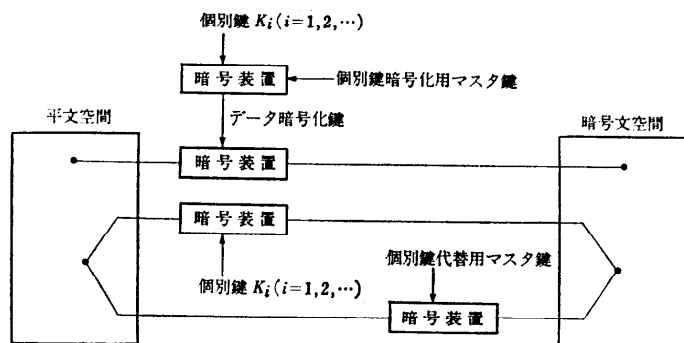 個別鍵 Ki(i=1,2,…)
暗号装置
個別鍵暗号化用マスタ鍵
平文空間
データ暗号化鍵
暗号文空間
暗号装置
暗号装置
個別鍵代替用マスタ鍵
個別鍵 Ki(i=1,2,…)
暗号装置